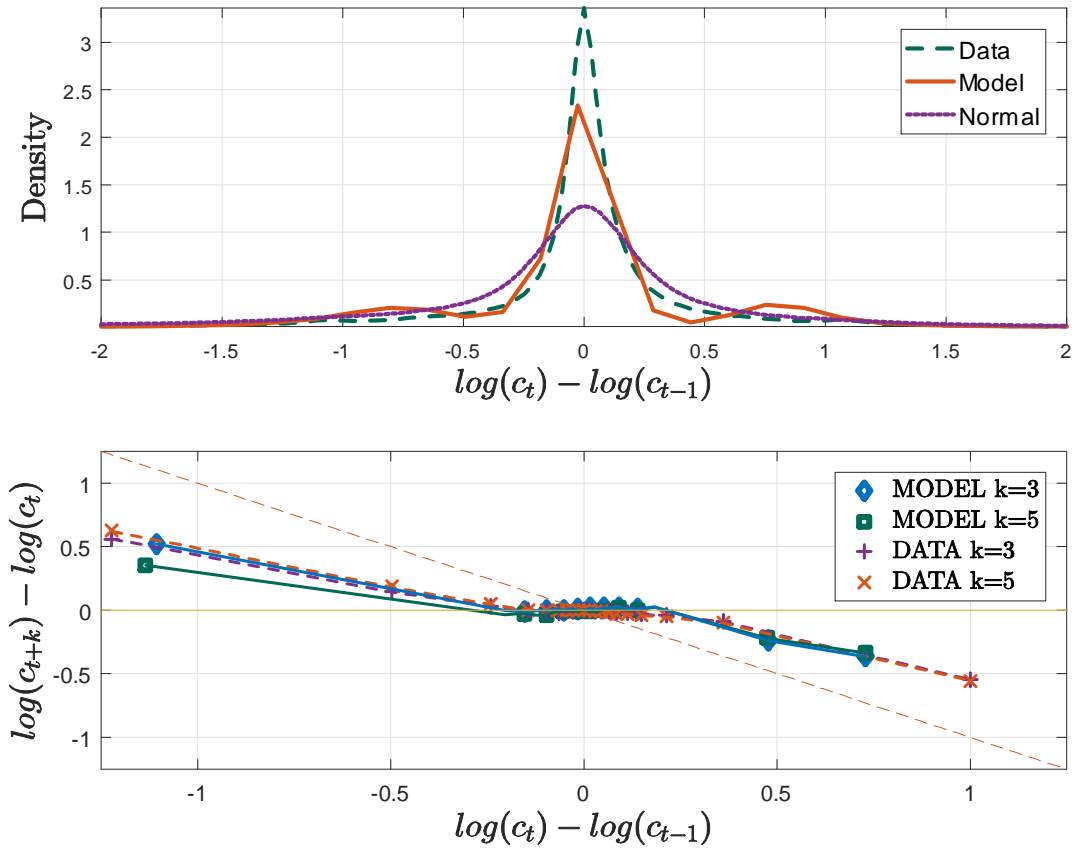 3
2.5
2
1.5
1
0.5
Density
Data
Model
Normal
-2
-1.5
-1
-0.5
0
0.5
1
1.5
2
log(c_t) − log(c_{t−1})
1
0.5
0
-0.5
-1
log(c_{t+k}) − log(c_t)
MODEL k=3
MODEL k=5
DATA k=3
DATA k=5
-1
-0.5
0
0.5
1
log(c_t) − log(c_{t−1})